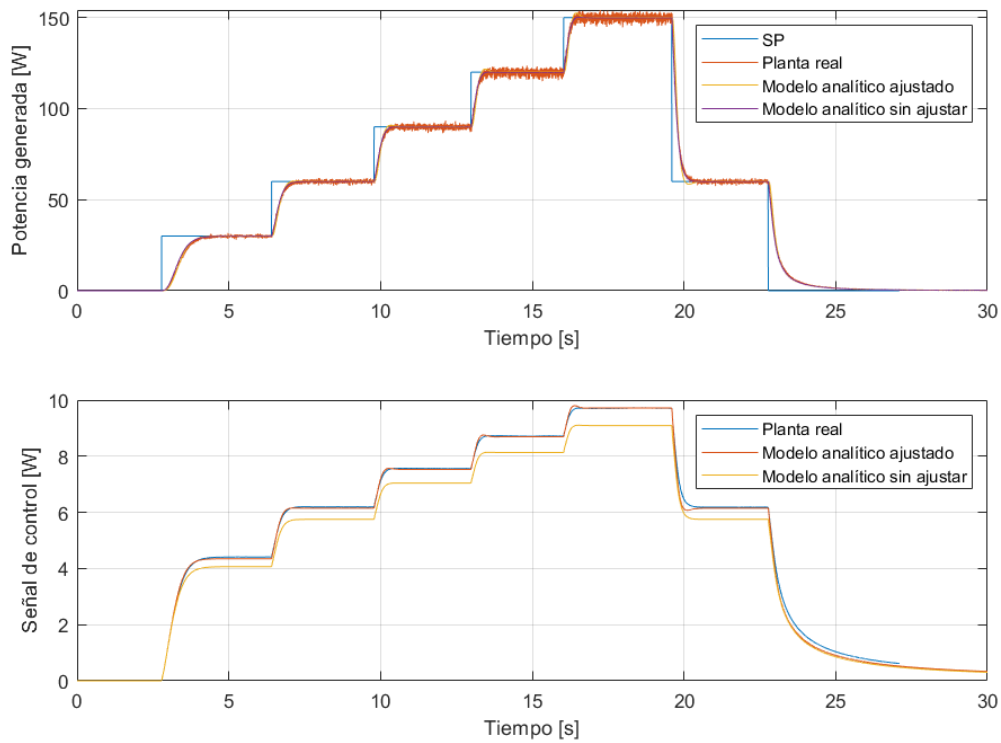 150
100
50
0
Potencia generada [W]
SP
Planta real
Modelo analítico ajustado
Modelo analítico sin ajustar
0 5 10 15 20 25 30
Tiempo [s]
10
8
6
4
2
0
Señal de control [W]
Planta real
Modelo analítico ajustado
Modelo analítico sin ajustar
0 5 10 15 20 25 30
Tiempo [s]